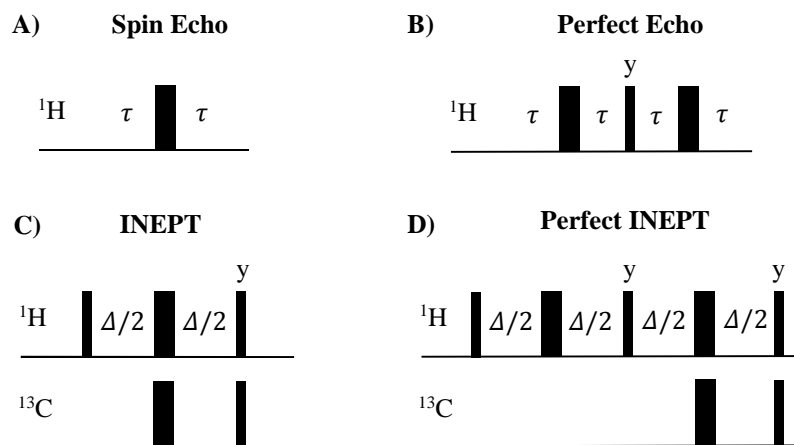 A) Spin Echo
¹H τ τ
B) Perfect Echo
y
¹H τ τ τ τ
C) INEPT
y
¹H Δ/2 Δ/2
¹³C
D) Perfect INEPT
y y
¹H Δ/2 Δ/2 Δ/2 Δ/2
¹³C